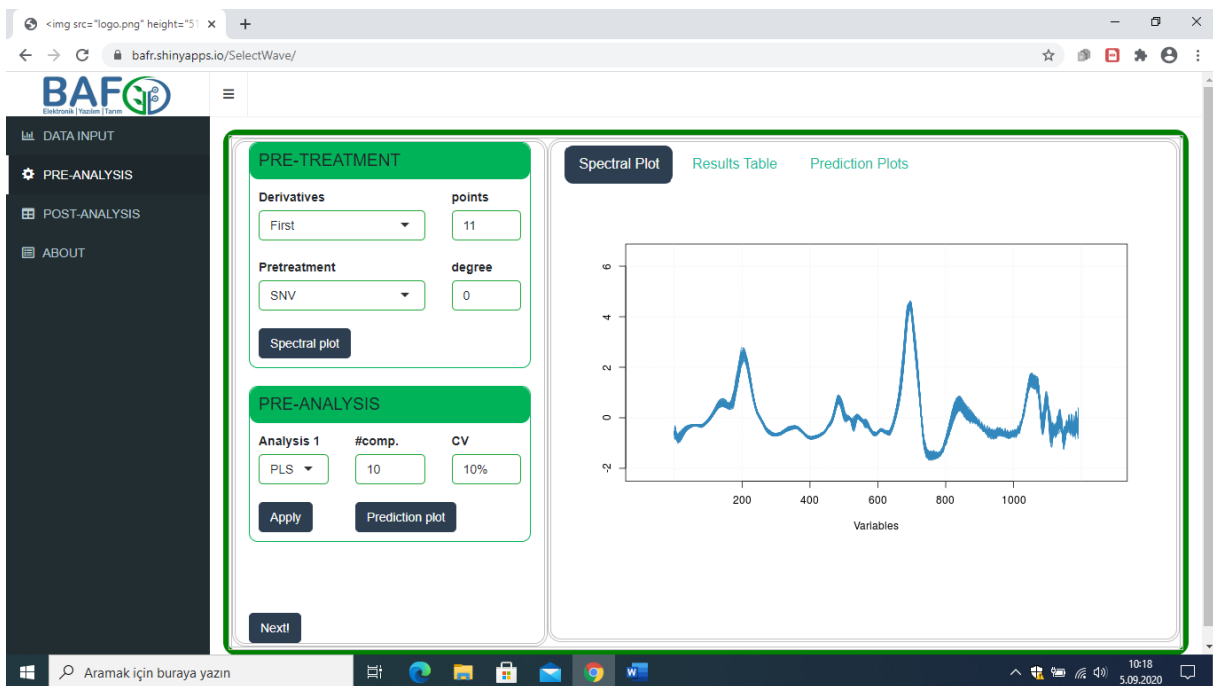 <img src="logo.png" height="51
bafr.shinyapps.io/SelectWave/
BAF
Elektronik | Yazılım | Tarım
DATA INPUT
PRE-ANALYSIS
POST-ANALYSIS
ABOUT
PRE-TREATMENT
Derivatives points
First 11
Pretreatment degree
SNV 0
Spectral plot
PRE-ANALYSIS
Analysis 1 #comp. CV
PLS 10 10%
Apply Prediction plot
Next!
Spectral Plot Results Table Prediction Plots
6
4
2
0
-2
200 400 600 800 1000
Variables
Aramak için buraya yazın
10:18
5.09.2020